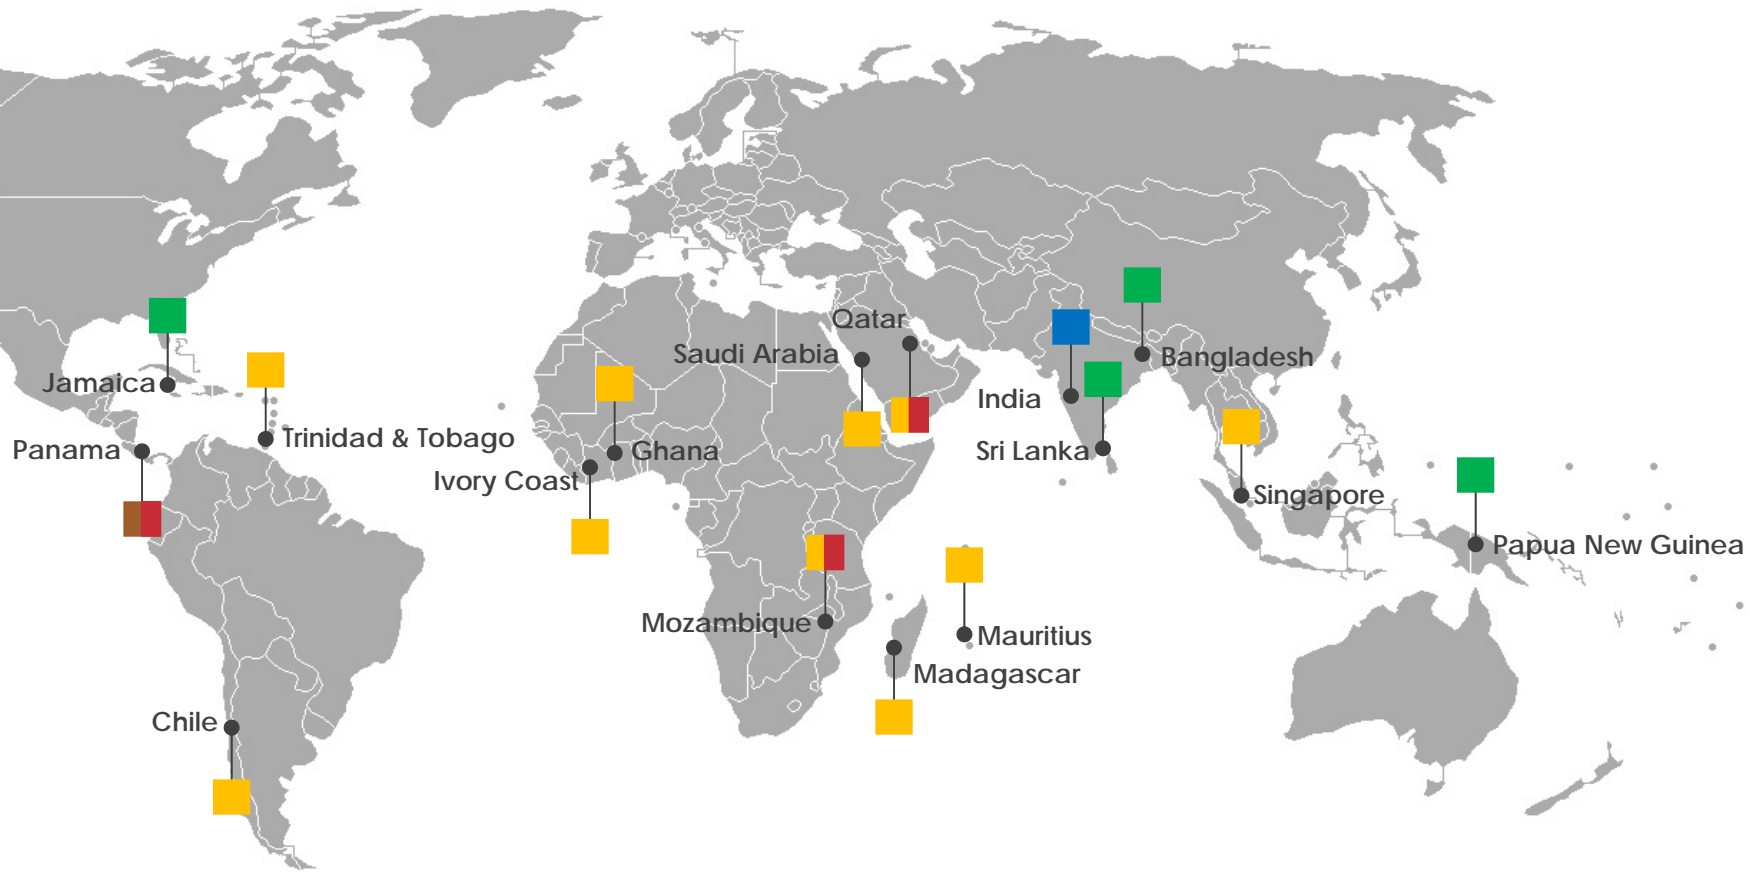 Qatar
Saudi Arabia
Bangladesh
Jamaica
India
Trinidad & Tobago
Panama
Ghana
Sri Lanka
Ivory Coast
Singapore
Papua New Guinea
Mozambique
Mauritius
Madagascar
Chile